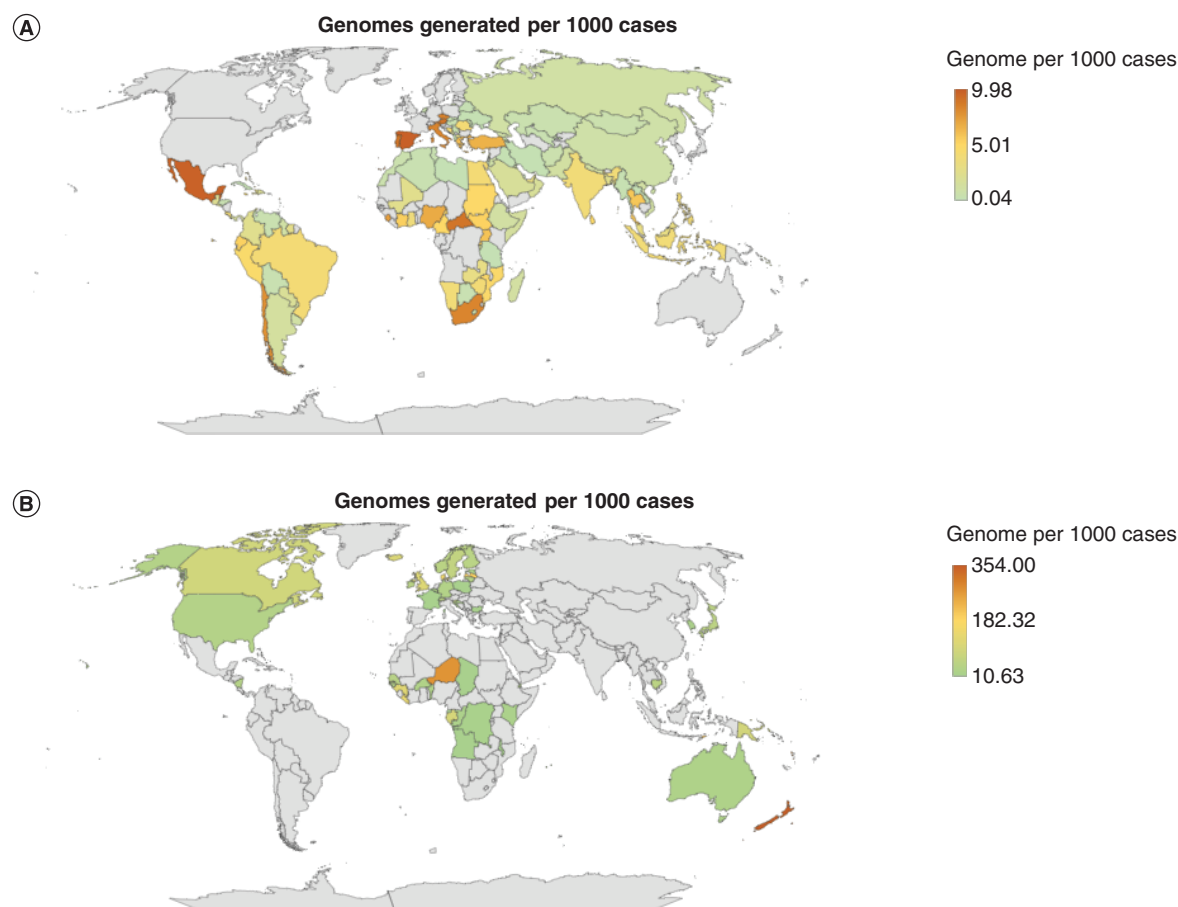 A
Genomes generated per 1000 cases
Genome per 1000 cases
9.98
5.01
0.04
B
Genomes generated per 1000 cases
Genome per 1000 cases
354.00
182.32
10.63